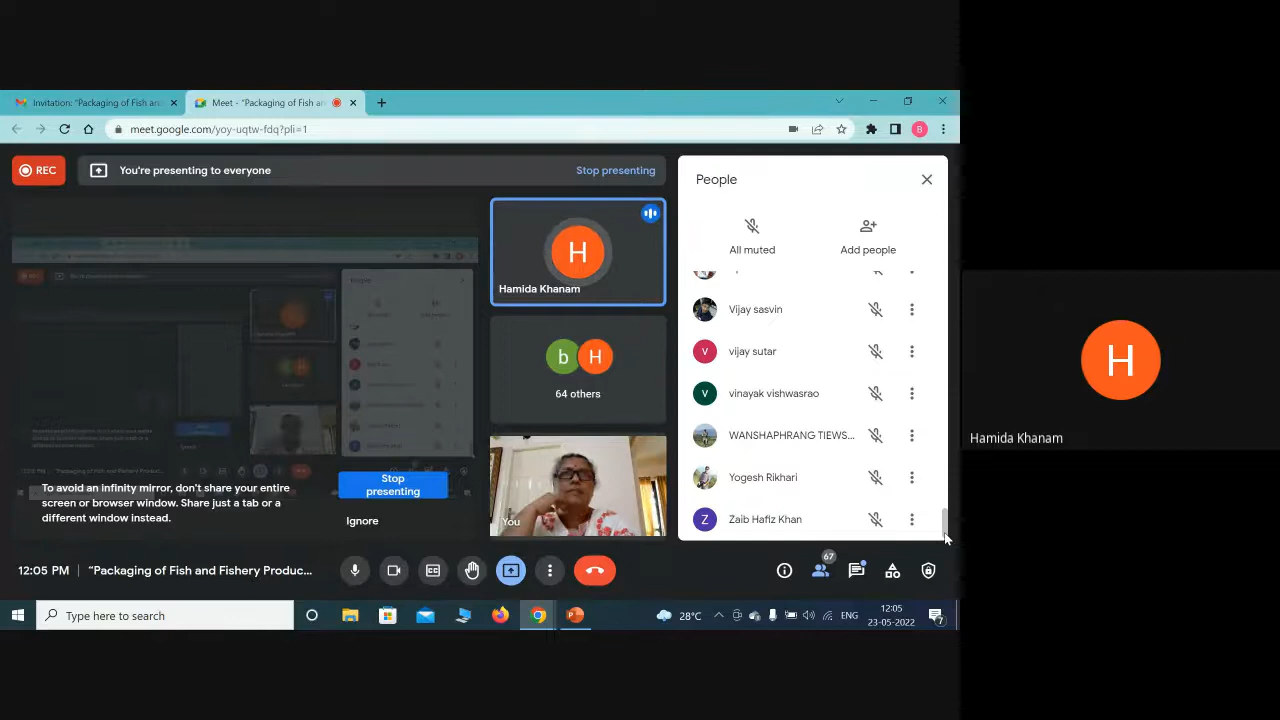 Invitation: "Packaging of Fish an
Meet - "Packaging of Fish an
B
meet.google.com/yoy-uqtw-fdq?pli=1
REC
You're presenting to everyone
Stop presenting
People
H
Hamida Khanam
All muted
Add people
Vijay sasvin
V
vijay sutar
b
H
64 others
V
vinayak vishwasrao
WANSHAPHRANG TIEWS...
Yogesh Rikhari
Z
Zaib Hafiz Khan
To avoid an infinity mirror, don't share your entire
screen or browser window. Share just a tab or a
different window instead.
Stop
presenting
Ignore
You
12:05 PM
"Packaging of Fish and Fishery Produc...
67
Type here to search
28°C
ENG
12:05
23-05-2022
7
H
Hamida Khanam